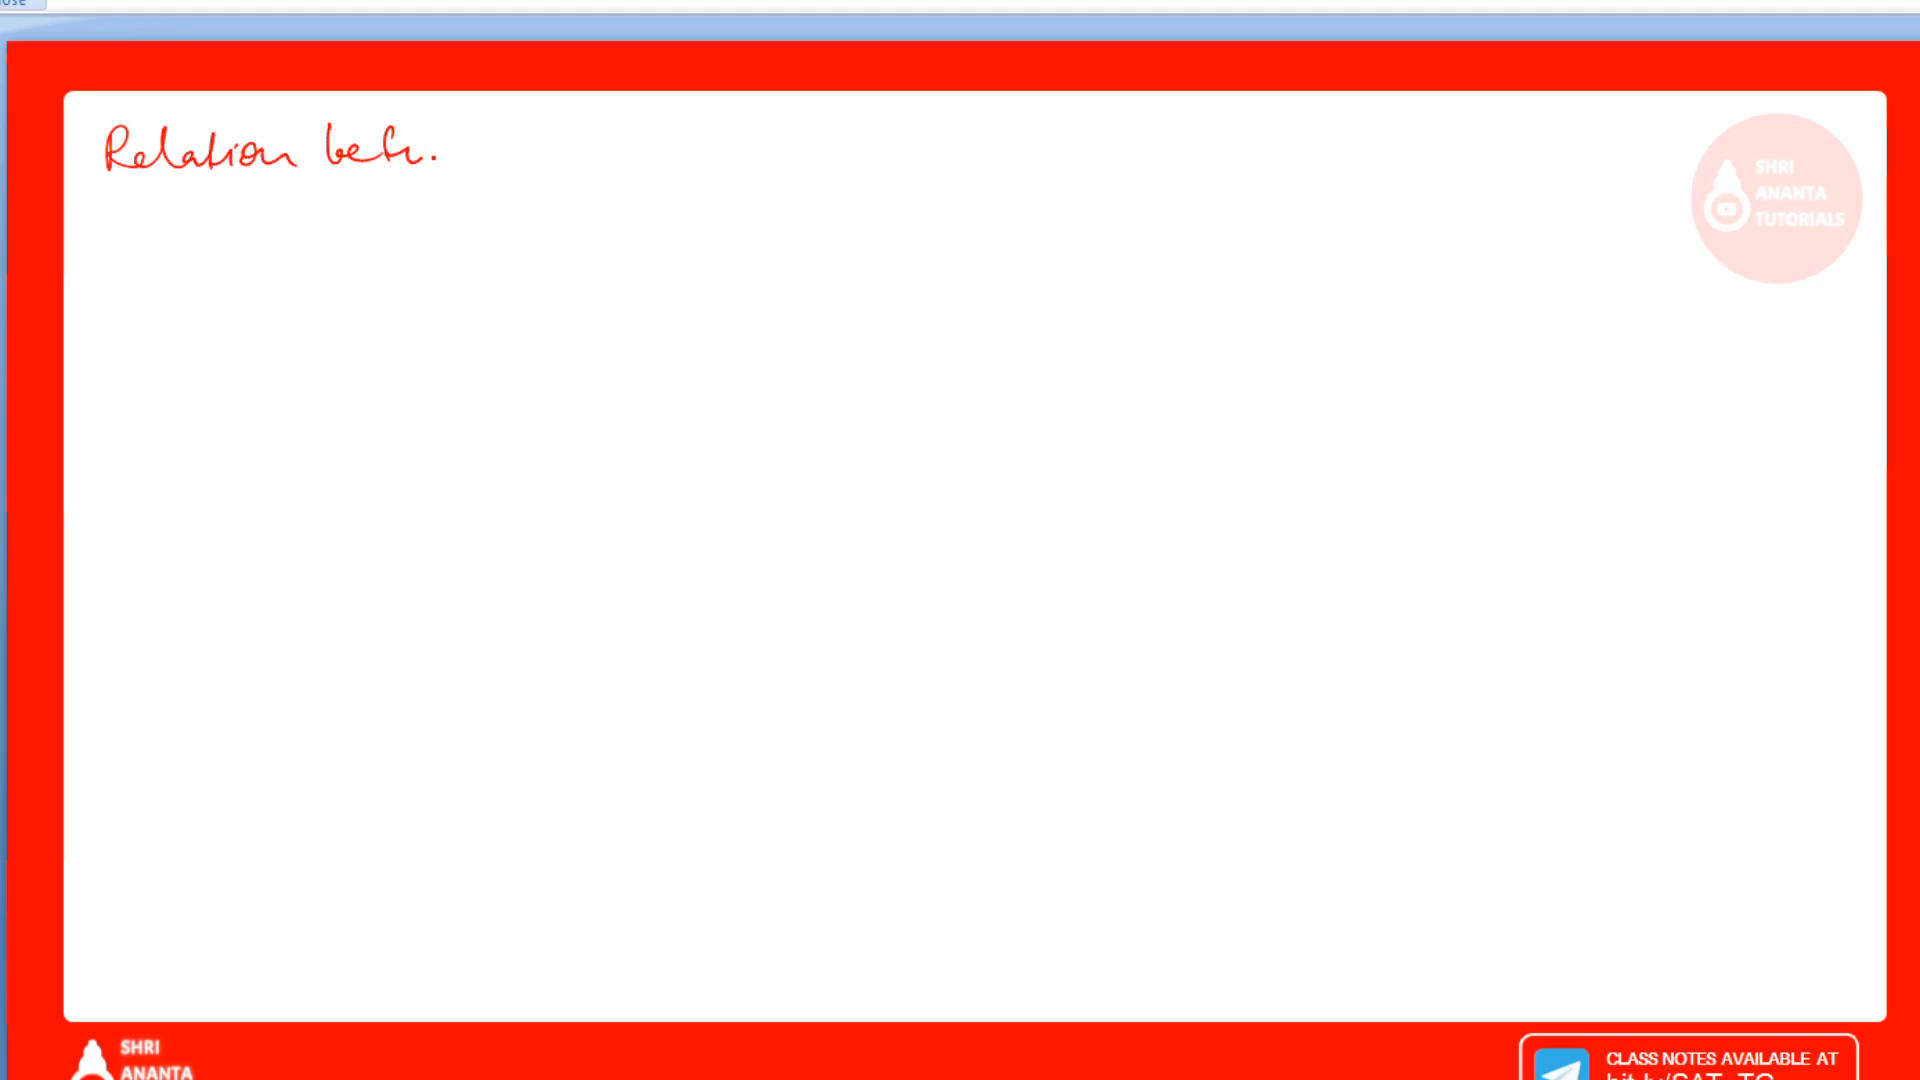 Relation betn.
SHRI
ANANTA
TUTORIALS
SHRI
ANANTA
CLASS NOTES AVAILABLE AT